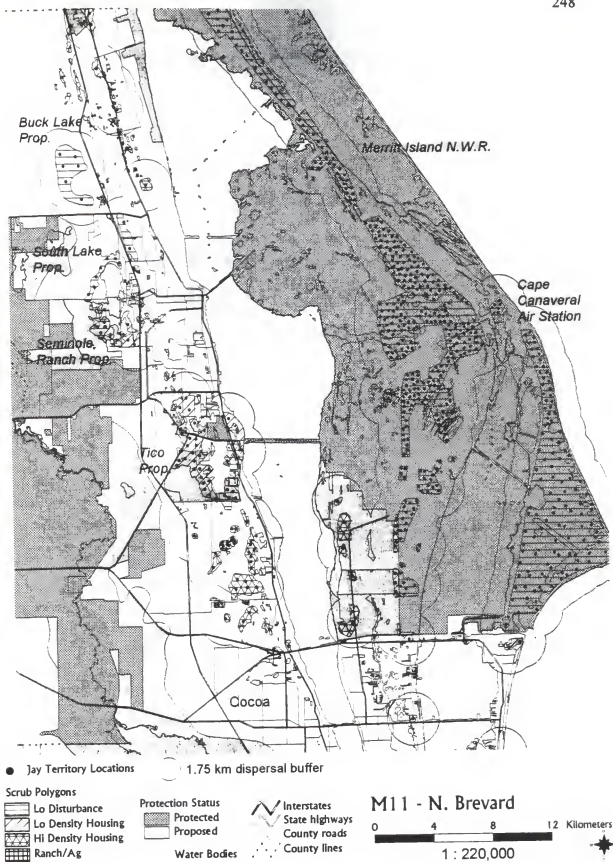 248
Buck Lake
Prop.
Merritt Island N.W.R.
South Lake
Prop.
Cape
Canaveral
Air Station
Seminole
Ranch Prop.
Tico
Prop.
Cocoa
Jay Territory Locations
1.75 km dispersal buffer
Scrub Polygons
Lo Disturbance
Lo Density Housing
Hi Density Housing
Ranch/Ag
Protection Status
Protected
Proposed
Water Bodies
Interstates
State highways
County roads
County lines
M11 - N. Brevard
0 4 8 12 Kilometers
1: 220,000